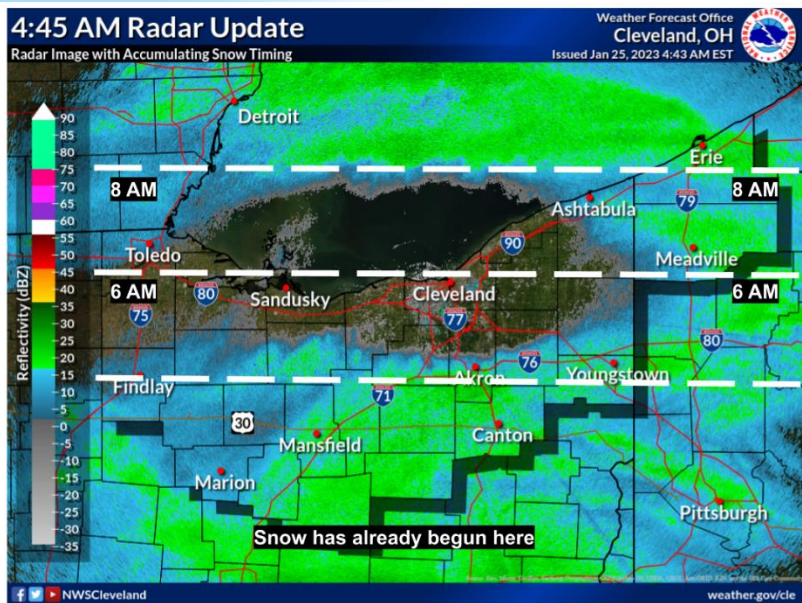 4:45 AM Radar Update
Radar Image with Accumulating Snow Timing
Weather Forecast Office
Cleveland, OH
Issued Jan 25, 2023 4:43 AM EST
NATIONAL WEATHER SERVICE
Detroit
Erie
8 AM
8 AM
79
Ashtabula
90
Toledo
Meadville
6 AM
6 AM
80
Sandusky
Cleveland
75
77
80
76
Findlay
Akron
Youngstown
71
30
Mansfield
Canton
Marion
Pittsburgh
Snow has already begun here
Reflectivity (dBZ)
90
85
80
75
70
65
60
55
50
45
40
35
30
25
20
15
10
5
-0
-5
-10
-15
-20
-25
-30
-35
NWSCleveland
weather.gov/cle